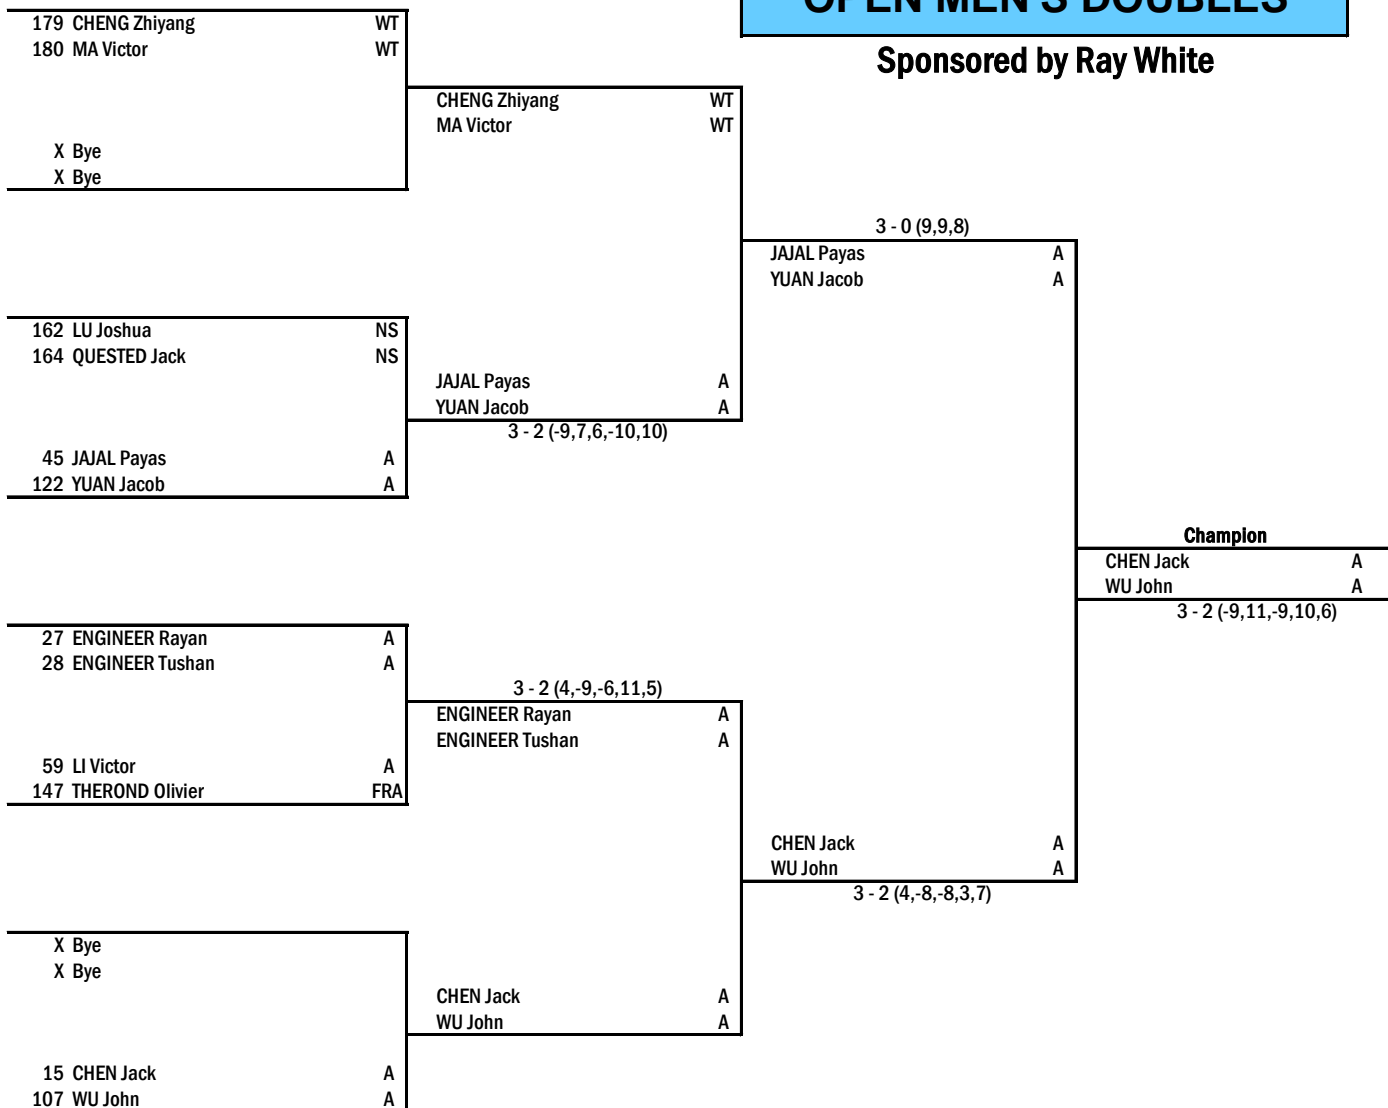 OPEN MEN'S DOUBLES
Sponsored by Ray White
179 CHENG Zhiyang WT
180 MA Victor WT
X Bye
X Bye
CHENG Zhiyang WT
MA Victor WT
3 - 0 (9,9,8)
JAJAL Payas A
YUAN Jacob A
162 LU Joshua NS
164 QUESTED Jack NS
JAJAL Payas A
YUAN Jacob A
3 - 2 (-9,7,6,-10,10)
45 JAJAL Payas A
122 YUAN Jacob A
Champion
CHEN Jack A
WU John A
3 - 2 (-9,11,-9,10,6)
27 ENGINEER Rayan A
28 ENGINEER Tushan A
3 - 2 (4,-9,-6,11,5)
ENGINEER Rayan A
ENGINEER Tushan A
59 LI Victor A
147 THEROND Olivier FRA
CHEN Jack A
WU John A
3 - 2 (4,-8,-8,3,7)
X Bye
X Bye
CHEN Jack A
WU John A
15 CHEN Jack A
107 WU John A